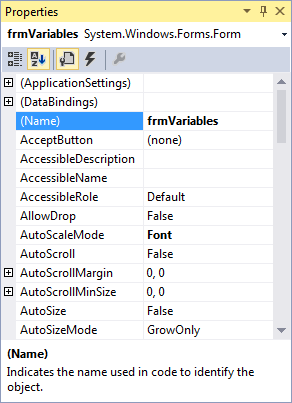 Properties
frmVariables System.Windows.Forms.Form
(ApplicationSettings)
(DataBindings)
(Name) frmVariables
AcceptButton (none)
AccessibleDescription
AccessibleName
AccessibleRole Default
AllowDrop False
AutoScaleMode Font
AutoScroll False
AutoScrollMargin 0, 0
AutoScrollMinSize 0, 0
AutoSize False
AutoSizeMode GrowOnly
(Name)
Indicates the name used in code to identify the
object.